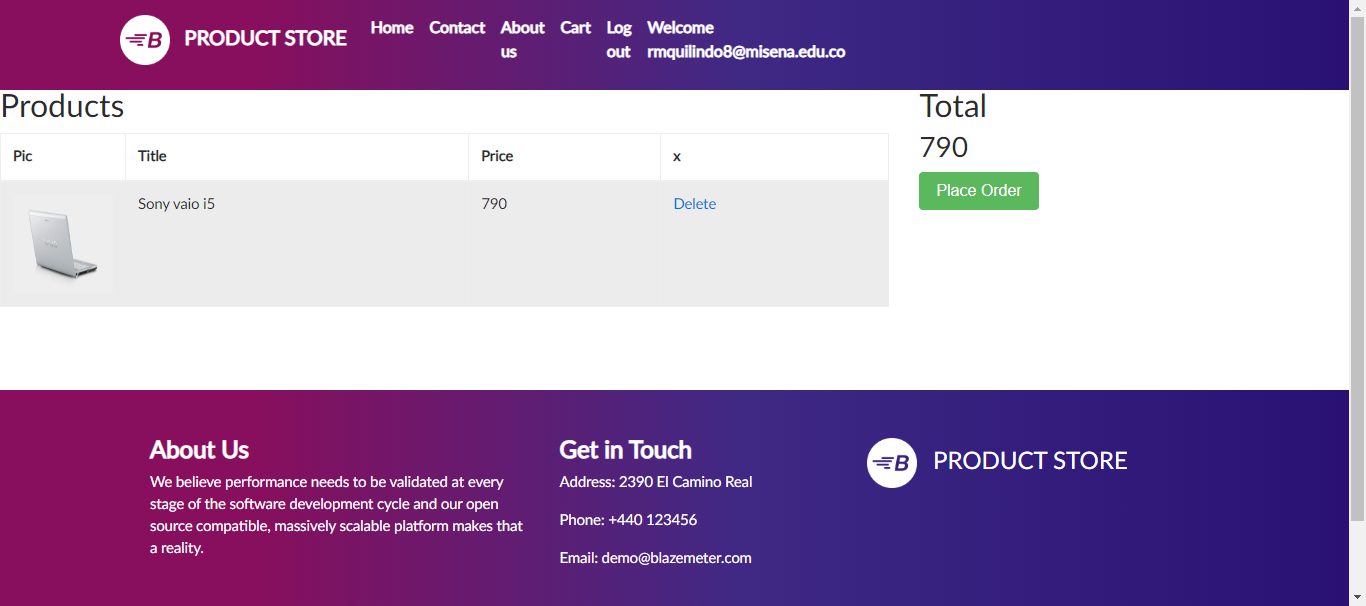 B PRODUCT STORE Home Contact About us Cart Log out Welcome rmquilindo8@misena.edu.co
Products
Pic Title Price x
Sony vaio i5 790 Delete
Total
790
Place Order
About Us
We believe performance needs to be validated at every
stage of the software development cycle and our open
source compatible, massively scalable platform makes that
a reality.
Get in Touch
Address: 2390 El Camino Real
Phone: +440 123456
Email: demo@blazemeter.com
B PRODUCT STORE